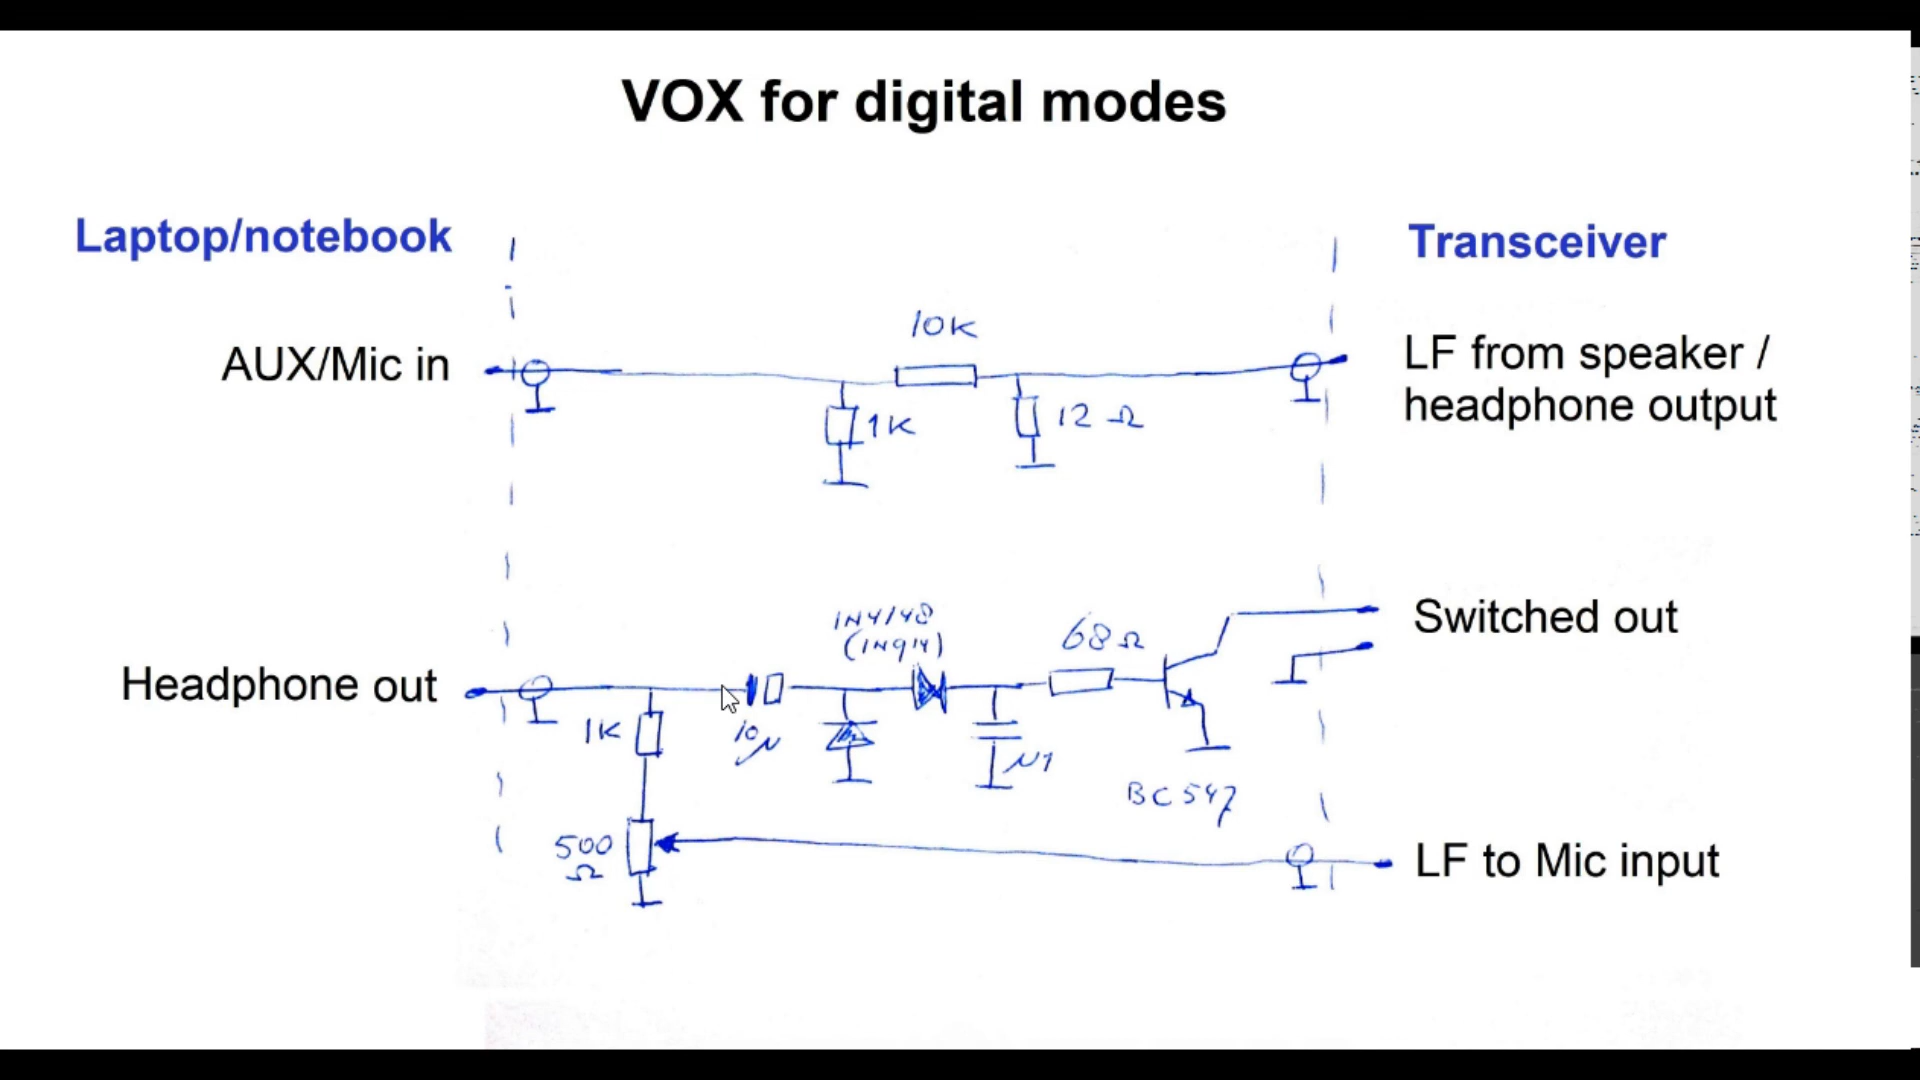 VOX for digital modes
Laptop/notebook
Transceiver
10K
AUX/Mic in
LF from speaker /
headphone output
1K
12 Ω
1N4148
(1N914)
68 Ω
Switched out
Headphone out
1K
10µ
µ1
BC547
500
Ω
LF to Mic input